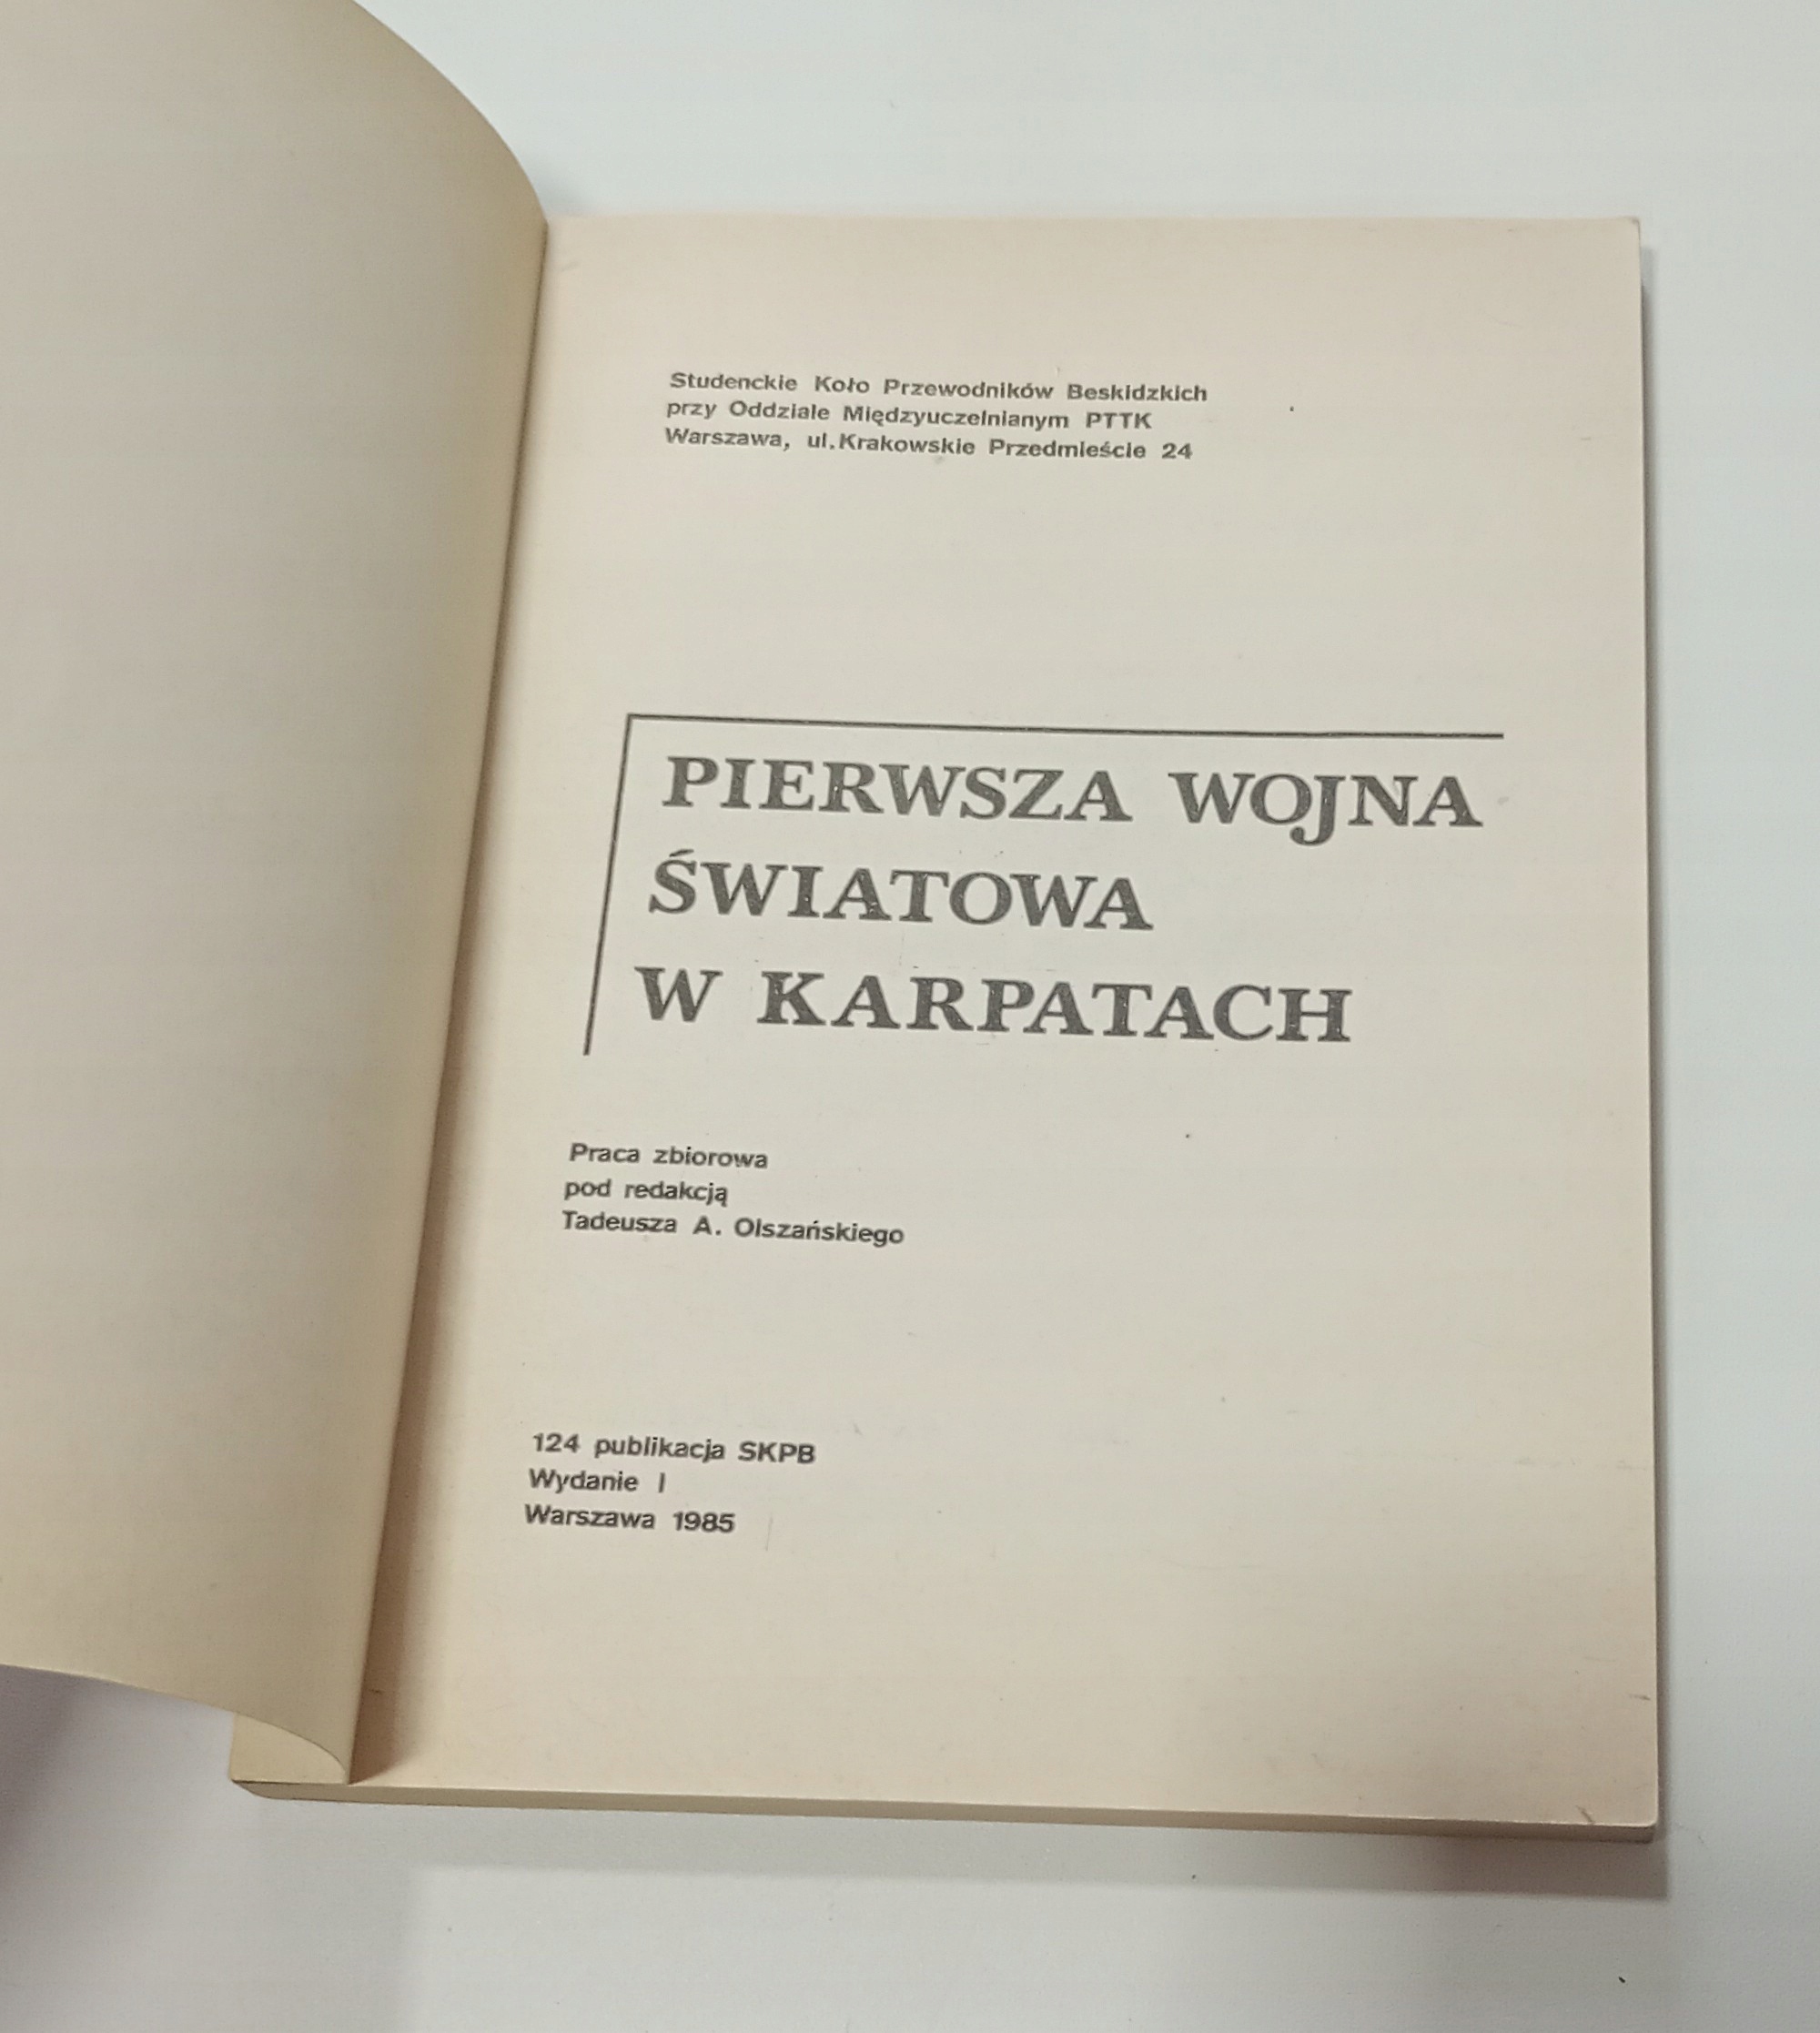 Studenckie Koło Przewodników Beskidzkich
przy Oddziale Międzyuczelnianym PTTK
Warszawa, ul.Krakowskie Przedmieście 24
PIERWSZA WOJNA
ŚWIATOWA
W KARPATACH
Praca zbiorowa
pod redakcją
Tadeusza A. Olszańskiego
124 publikacja SKPB
Wydanie I
Warszawa 1985